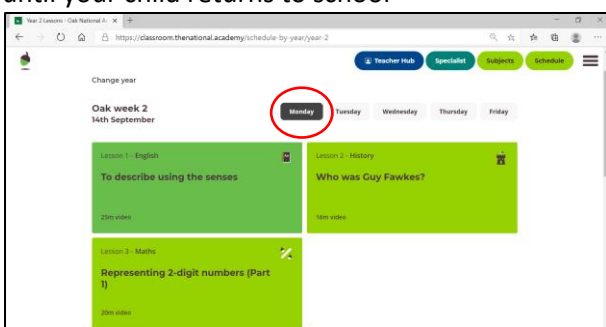 until your child returns to school
Year 2 Lessons - Oak National A
https://classroom.thenational.academy/schedule-by-year/year-2
Teacher Hub
Specialist
Subjects
Schedule
Change year
Oak week 2
14th September
Monday
Tuesday
Wednesday
Thursday
Friday
Lesson 1 - English
To describe using the senses
25m video
Lesson 2 - History
Who was Guy Fawkes?
16m video
Lesson 3 - Maths
Representing 2-digit numbers (Part
1)
20m video